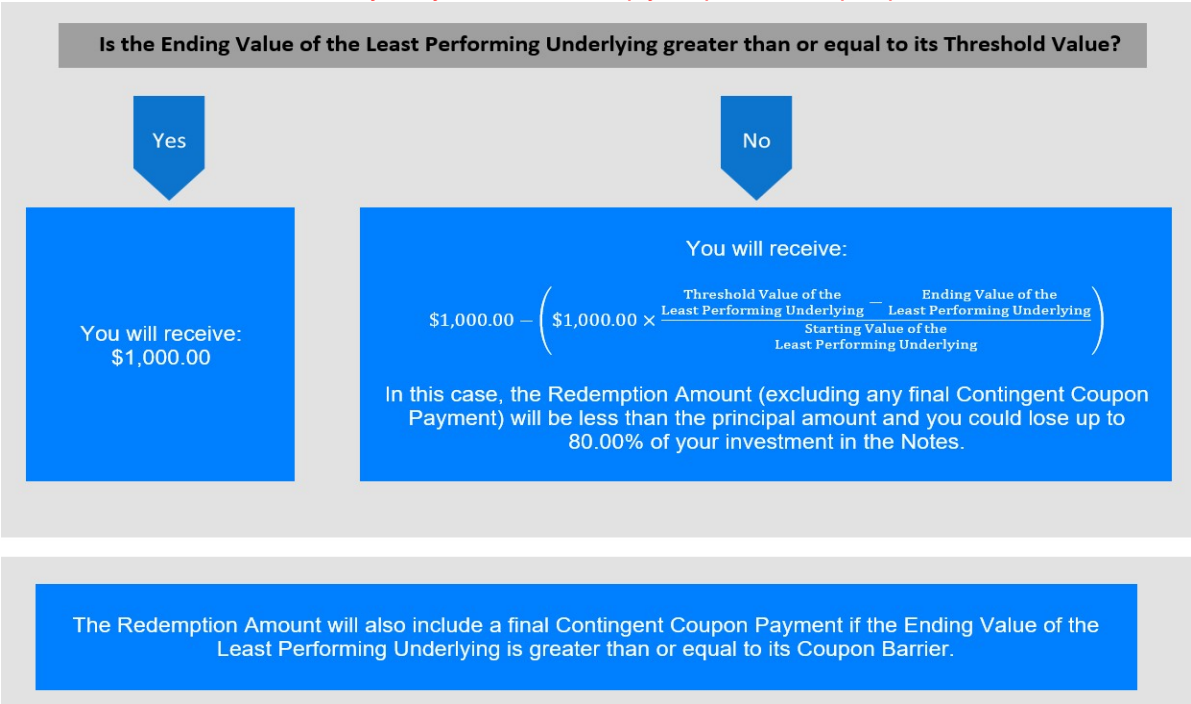 Is the Ending Value of the Least Performing Underlying greater than or equal to its Threshold Value?
Yes
No
You will receive:
$1,000.00
You will receive:
$1,000.00 − ( $1,000.00 × (Threshold Value of the Least Performing Underlying − Ending Value of the Least Performing Underlying) / Starting Value of the Least Performing Underlying )
In this case, the Redemption Amount (excluding any final Contingent Coupon
Payment) will be less than the principal amount and you could lose up to
80.00% of your investment in the Notes.
The Redemption Amount will also include a final Contingent Coupon Payment if the Ending Value of the
Least Performing Underlying is greater than or equal to its Coupon Barrier.